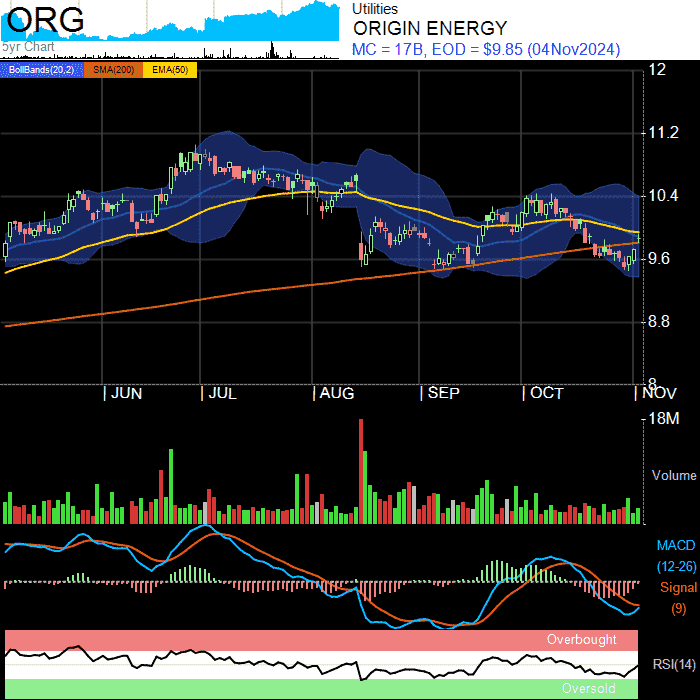 ORG
5yr Chart
Utilities
ORIGIN ENERGY
MC = 17B, EOD = $9.85 (04Nov2024)
BollBands(20,2) SMA(200) EMA(50)
12
11.2
10.4
9.6
8.8
8
JUN JUL AUG SEP OCT NOV
18M
Volume
MACD
(12-26)
Signal
(9)
Overbought
RSI(14)
Oversold